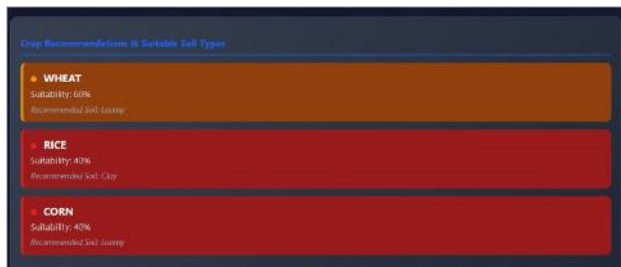 Crop Recommendations & Suitable Soil Types
WHEAT
Suitability: 60%
Recommended Soil: Loamy
RICE
Suitability: 40%
Recommended Soil: Clay
CORN
Suitability: 40%
Recommended Soil: Loamy